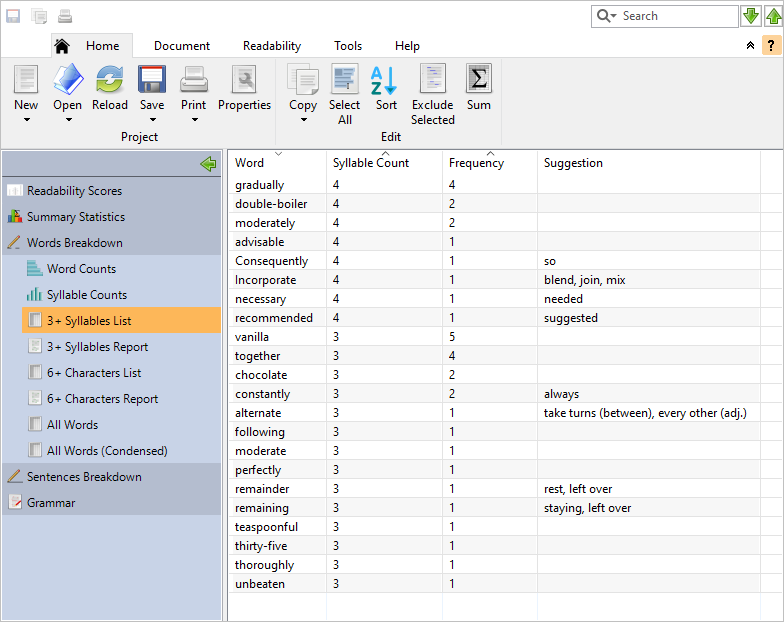 Search
Home Document Readability Tools Help
?
New Open Reload Save Print Properties Copy Select All Sort Exclude Selected Sum
Project Edit
Readability Scores
Summary Statistics
Words Breakdown
Word Counts
Syllable Counts
3+ Syllables List
3+ Syllables Report
6+ Characters List
6+ Characters Report
All Words
All Words (Condensed)
Sentences Breakdown
Grammar
Word Syllable Count Frequency Suggestion
gradually 4 4
double-boiler 4 2
moderately 4 2
advisable 4 1
Consequently 4 1 so
Incorporate 4 1 blend, join, mix
necessary 4 1 needed
recommended 4 1 suggested
vanilla 3 5
together 3 4
chocolate 3 2
constantly 3 2 always
alternate 3 1 take turns (between), every other (adj.)
following 3 1
moderate 3 1
perfectly 3 1
remainder 3 1 rest, left over
remaining 3 1 staying, left over
teaspoonful 3 1
thirty-five 3 1
thoroughly 3 1
unbeaten 3 1